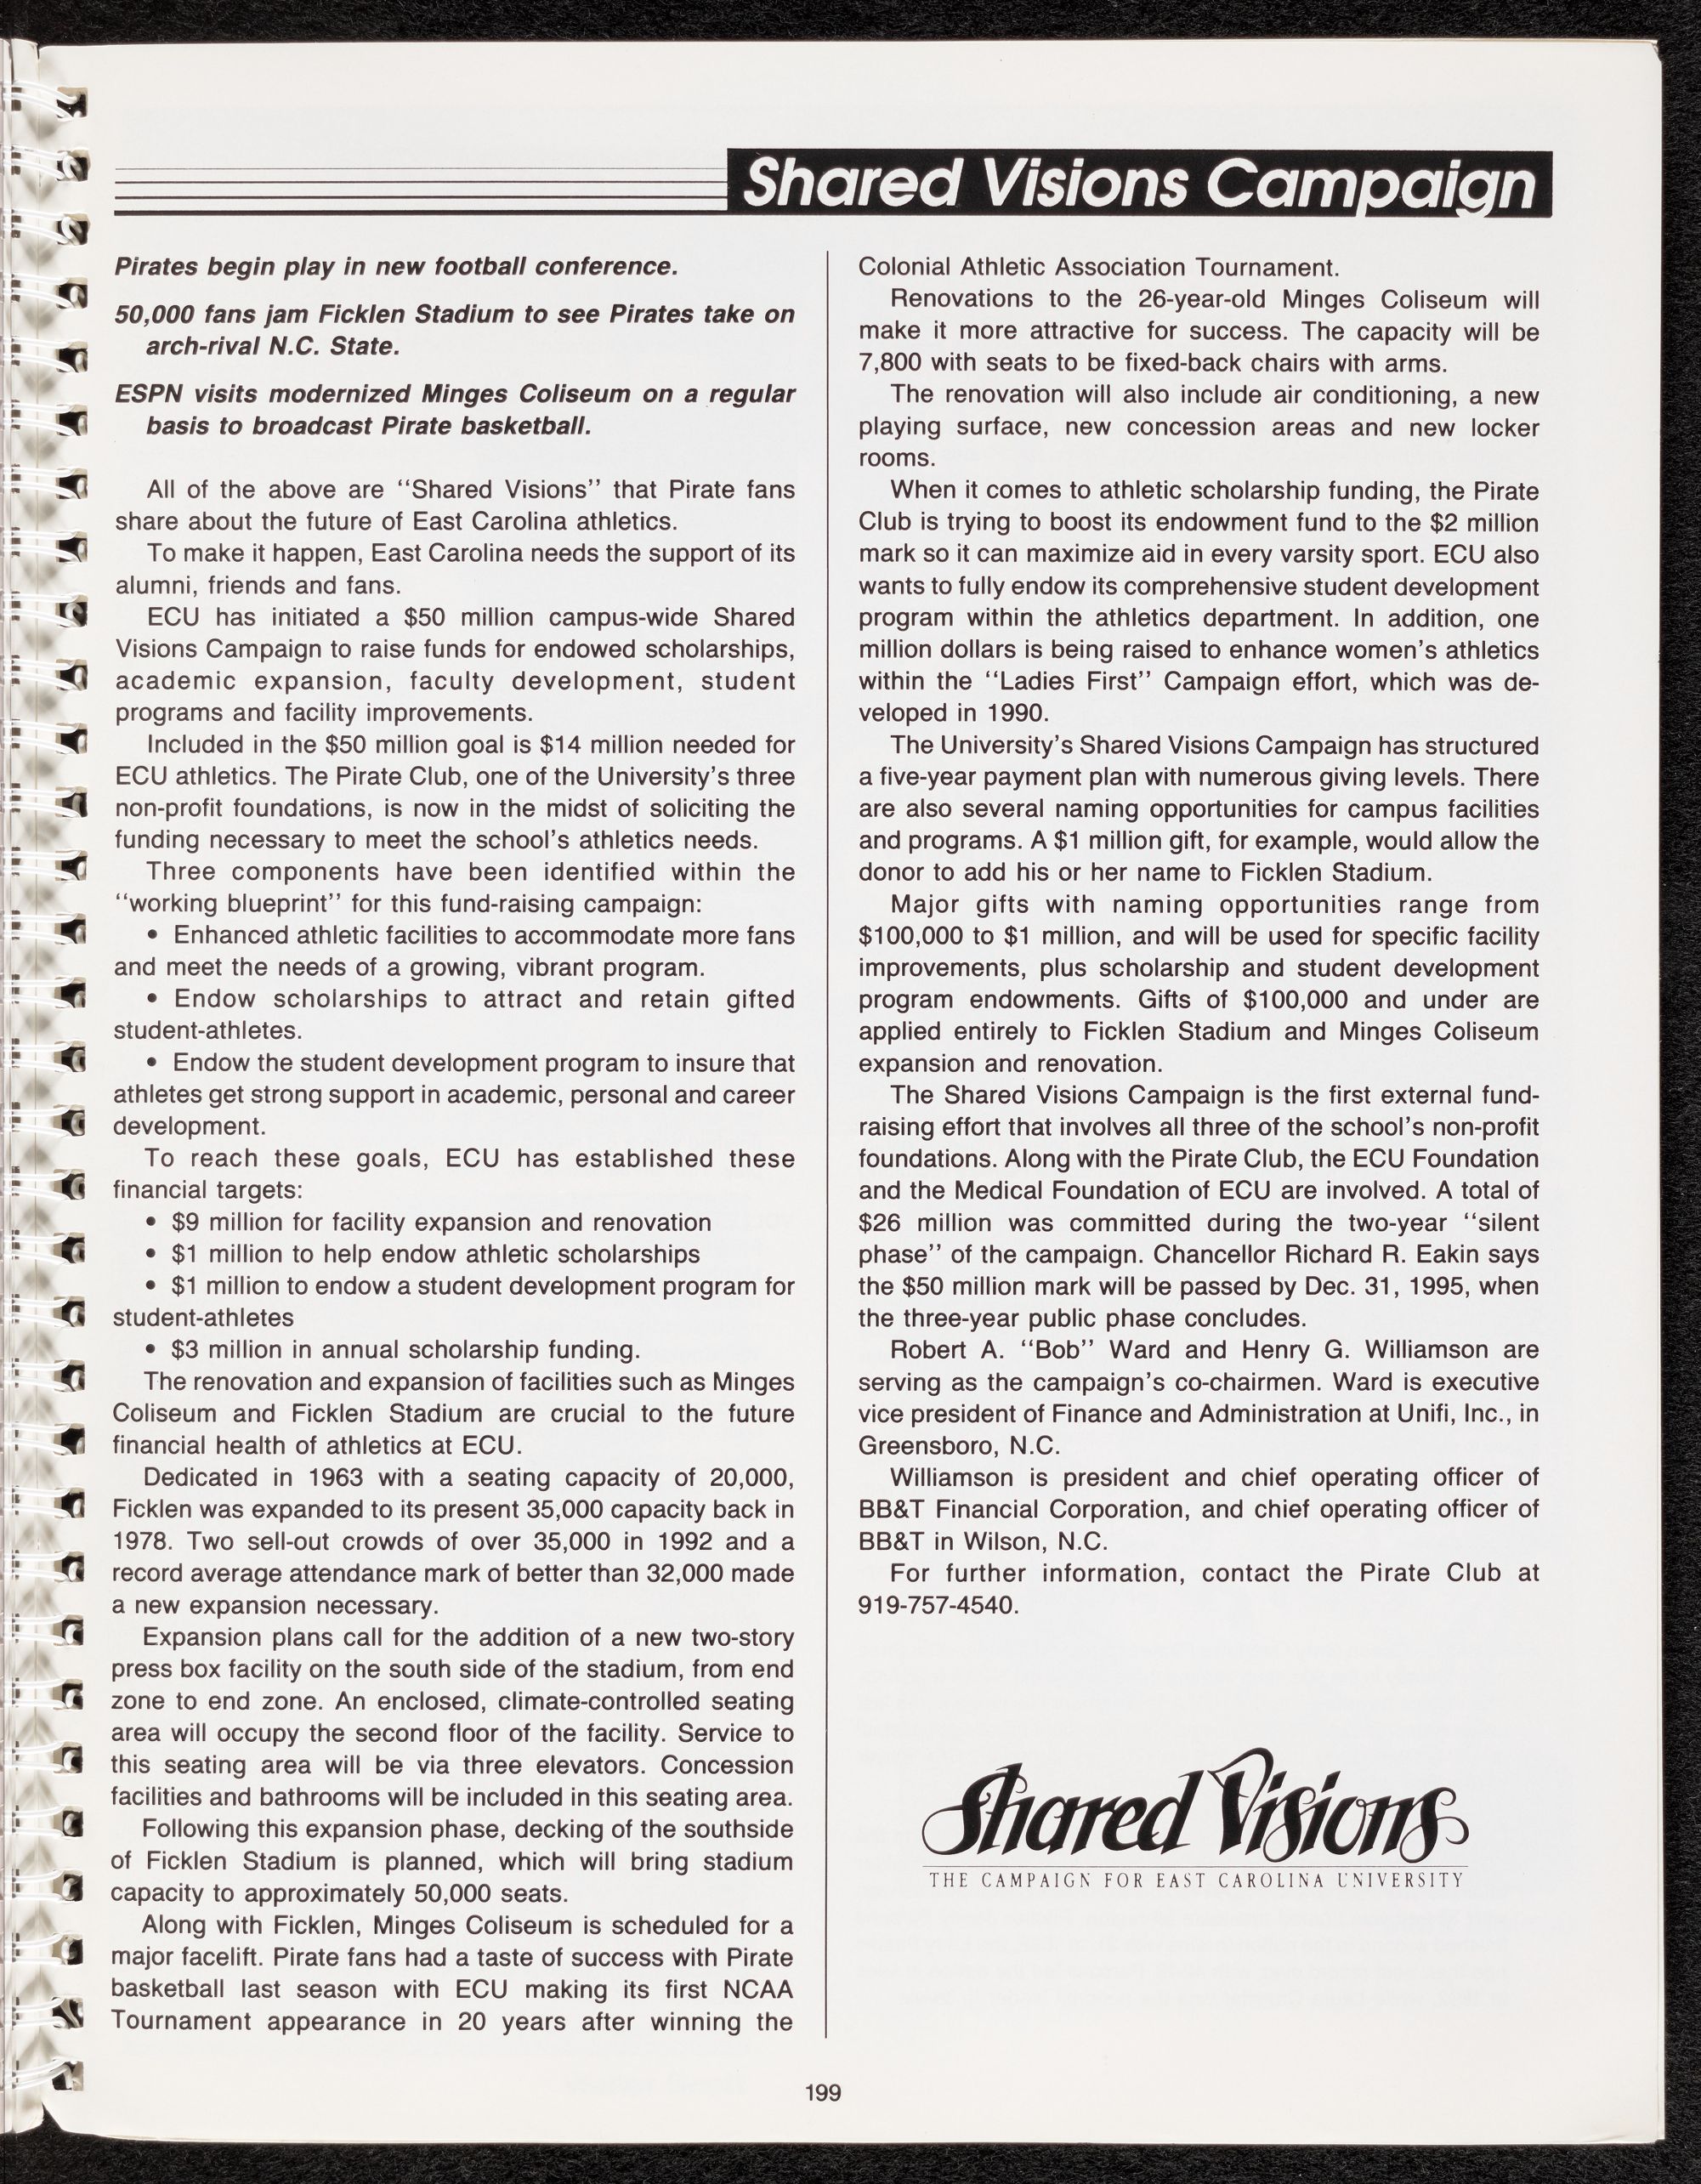 Shared Visions Campaign
Pirates begin play in new football conference.
50,000 fans jam Ficklen Stadium to see Pirates take on
arch-rival N.C. State.
ESPN visits modernized Minges Coliseum on a regular
basis to broadcast Pirate basketball.
All of the above are ‘‘Shared Visions’’ that Pirate fans
share about the future of East Carolina athletics.
To make it happen, East Carolina needs the support of its
alumni, friends and fans.
ECU has initiated a $50 million campus-wide Shared
Visions Campaign to raise funds for endowed scholarships,
academic expansion, faculty development, student
programs and facility improvements.
Included in the $50 million goal is $14 million needed for
ECU athletics. The Pirate Club, one of the University’s three
non-profit foundations, is now in the midst of soliciting the
funding necessary to meet the school’s athletics needs.
Three components have been identified within the
‘‘working blueprint’’ for this fund-raising campaign:
• Enhanced athletic facilities to accommodate more fans
and meet the needs of a growing, vibrant program.
• Endow scholarships to attract and retain gifted
student-athletes.
• Endow the student development program to insure that
athletes get strong support in academic, personal and career
development.
To reach these goals, ECU has established these
financial targets:
• $9 million for facility expansion and renovation
• $1 million to help endow athletic scholarships
• $1 million to endow a student development program for
student-athletes
• $3 million in annual scholarship funding.
The renovation and expansion of facilities such as Minges
Coliseum and Ficklen Stadium are crucial to the future
financial health of athletics at ECU.
Dedicated in 1963 with a seating capacity of 20,000,
Ficklen was expanded to its present 35,000 capacity back in
1978. Two sell-out crowds of over 35,000 in 1992 and a
record average attendance mark of better than 32,000 made
a new expansion necessary.
Expansion plans call for the addition of a new two-story
press box facility on the south side of the stadium, from end
zone to end zone. An enclosed, climate-controlled seating
area will occupy the second floor of the facility. Service to
this seating area will be via three elevators. Concession
facilities and bathrooms will be included in this seating area.
Following this expansion phase, decking of the southside
of Ficklen Stadium is planned, which will bring stadium
capacity to approximately 50,000 seats.
Along with Ficklen, Minges Coliseum is scheduled for a
major facelift. Pirate fans had a taste of success with Pirate
basketball last season with ECU making its first NCAA
Tournament appearance in 20 years after winning the
Colonial Athletic Association Tournament.
Renovations to the 26-year-old Minges Coliseum will
make it more attractive for success. The capacity will be
7,800 with seats to be fixed-back chairs with arms.
The renovation will also include air conditioning, a new
playing surface, new concession areas and new locker
rooms.
When it comes to athletic scholarship funding, the Pirate
Club is trying to boost its endowment fund to the $2 million
mark so it can maximize aid in every varsity sport. ECU also
wants to fully endow its comprehensive student development
program within the athletics department. In addition, one
million dollars is being raised to enhance women’s athletics
within the ‘‘Ladies First’’ Campaign effort, which was de-
veloped in 1990.
The University’s Shared Visions Campaign has structured
a five-year payment plan with numerous giving levels. There
are also several naming opportunities for campus facilities
and programs. A $1 million gift, for example, would allow the
donor to add his or her name to Ficklen Stadium.
Major gifts with naming opportunities range from
$100,000 to $1 million, and will be used for specific facility
improvements, plus scholarship and student development
program endowments. Gifts of $100,000 and under are
applied entirely to Ficklen Stadium and Minges Coliseum
expansion and renovation.
The Shared Visions Campaign is the first external fund-
raising effort that involves all three of the school’s non-profit
foundations. Along with the Pirate Club, the ECU Foundation
and the Medical Foundation of ECU are involved. A total of
$26 million was committed during the two-year ‘‘silent
phase’’ of the campaign. Chancellor Richard R. Eakin says
the $50 million mark will be passed by Dec. 31, 1995, when
the three-year public phase concludes.
Robert A. ‘‘Bob’’ Ward and Henry G. Williamson are
serving as the campaign’s co-chairmen. Ward is executive
vice president of Finance and Administration at Unifi, Inc., in
Greensboro, N.C.
Williamson is president and chief operating officer of
BB&T Financial Corporation, and chief operating officer of
BB&T in Wilson, N.C.
For further information, contact the Pirate Club at
919-757-4540.
Shared Visions
THE CAMPAIGN FOR EAST CAROLINA UNIVERSITY
199